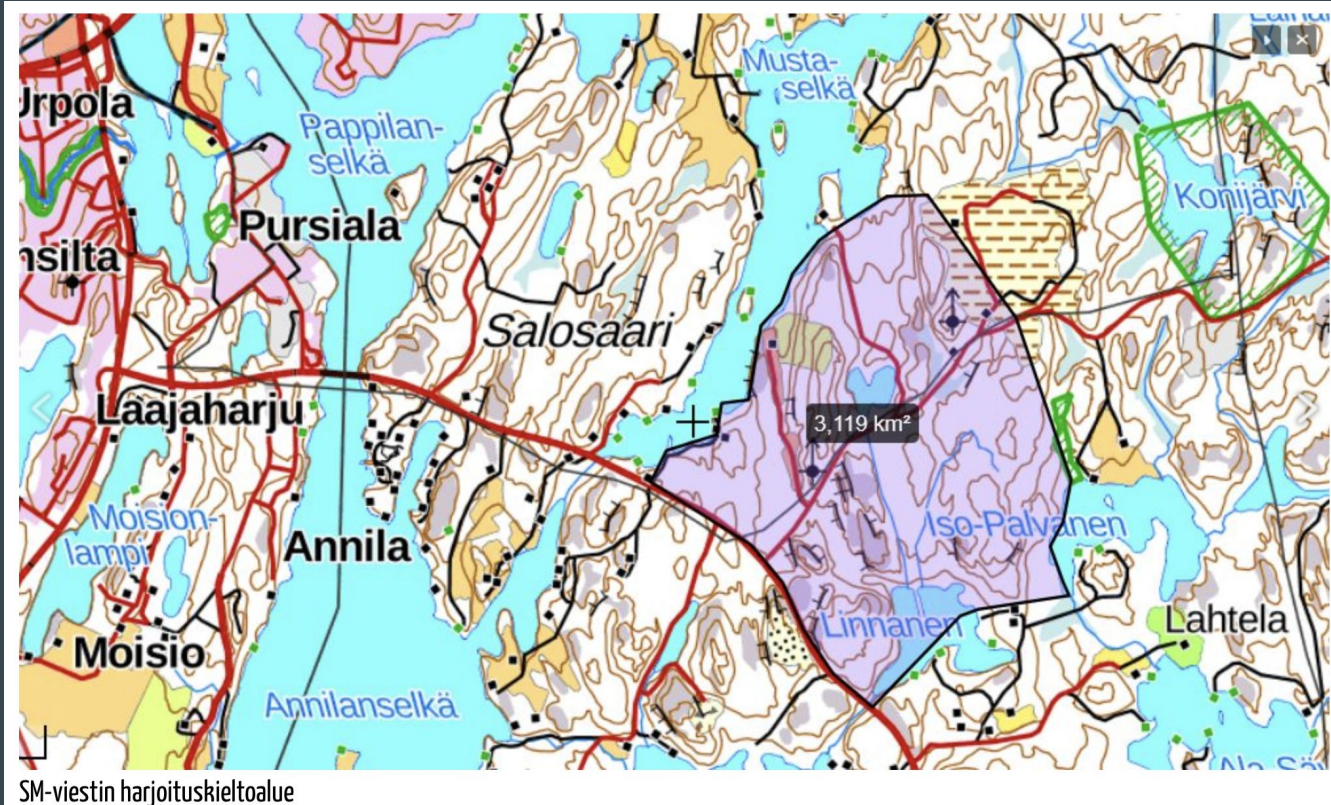 Musta-
selkä
Urpola
Pappilan-
selkä
Konijärvi
Pursiala
nsilta
Salosaari
Laajaharju
3,119 km²
Moision-
lampi
Iso-Palvanen
Annila
Linnanen
Lahtela
Moisio
Annilanselkä
SM-viestin harjoituskieltoalue